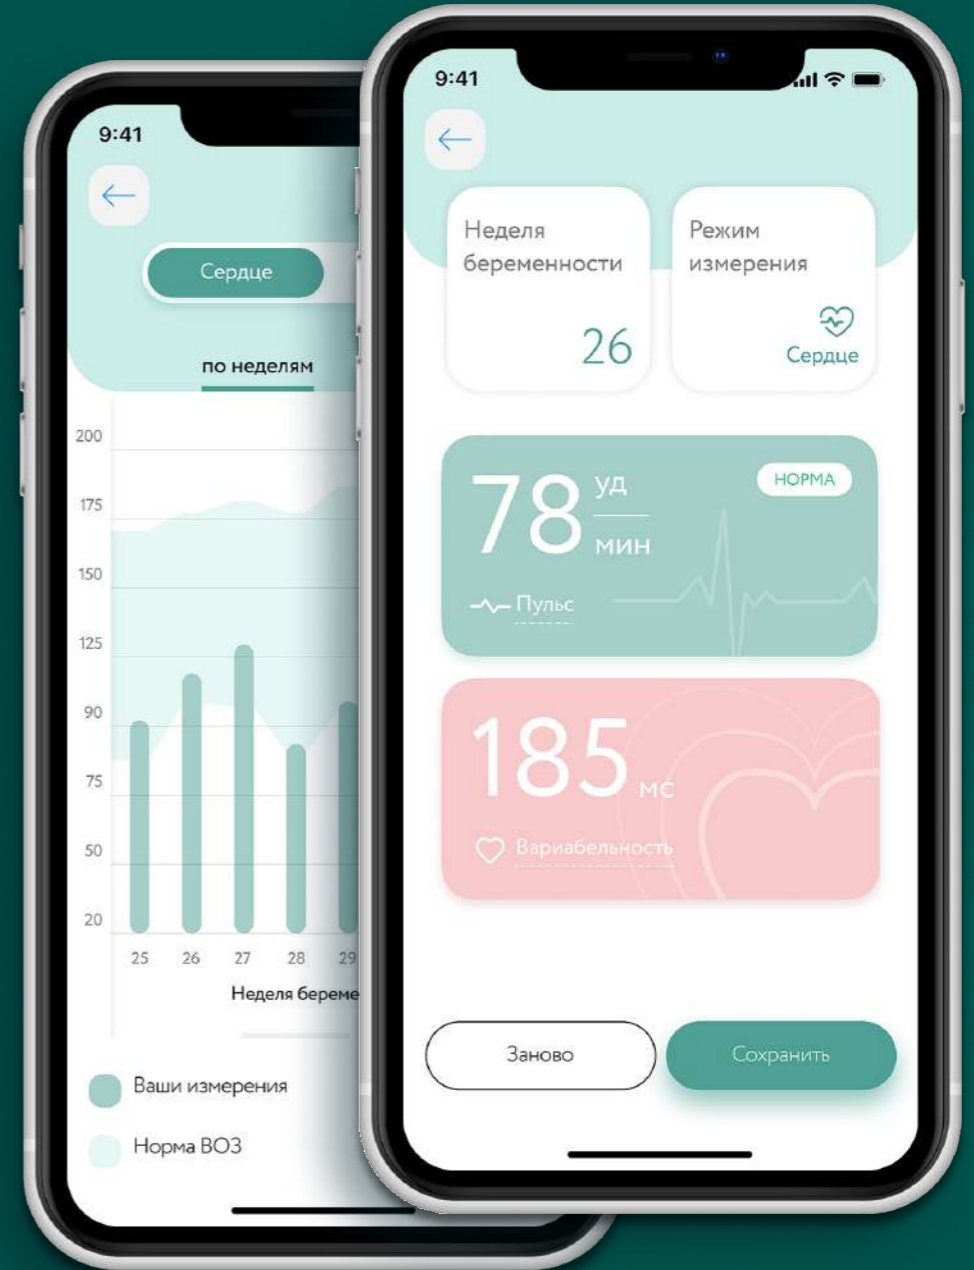 9:41
Сердце
по неделям
200
175
150
125
90
75
50
20
25 26 27 28 29
Неделя береме
Ваши измерения
Норма ВОЗ
9:41
Неделя
беременности
26
Режим
измерения
Сердце
78 уд
мин
НОРМА
Пульс
185 мс
Вариабельность
Заново
Сохранить